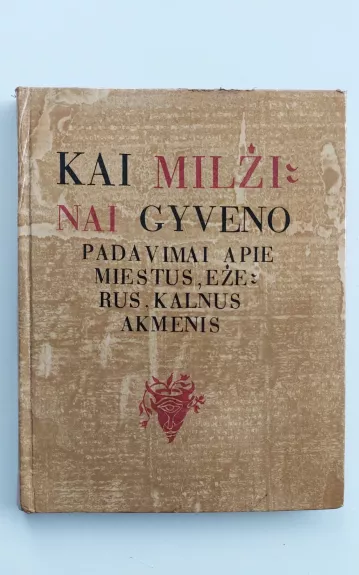 KAI MILŽI-
NAI GYVENO
PADAVIMAI APIE
MIESTUS, EŽE-
RUS. KALNUS
AKMENIS